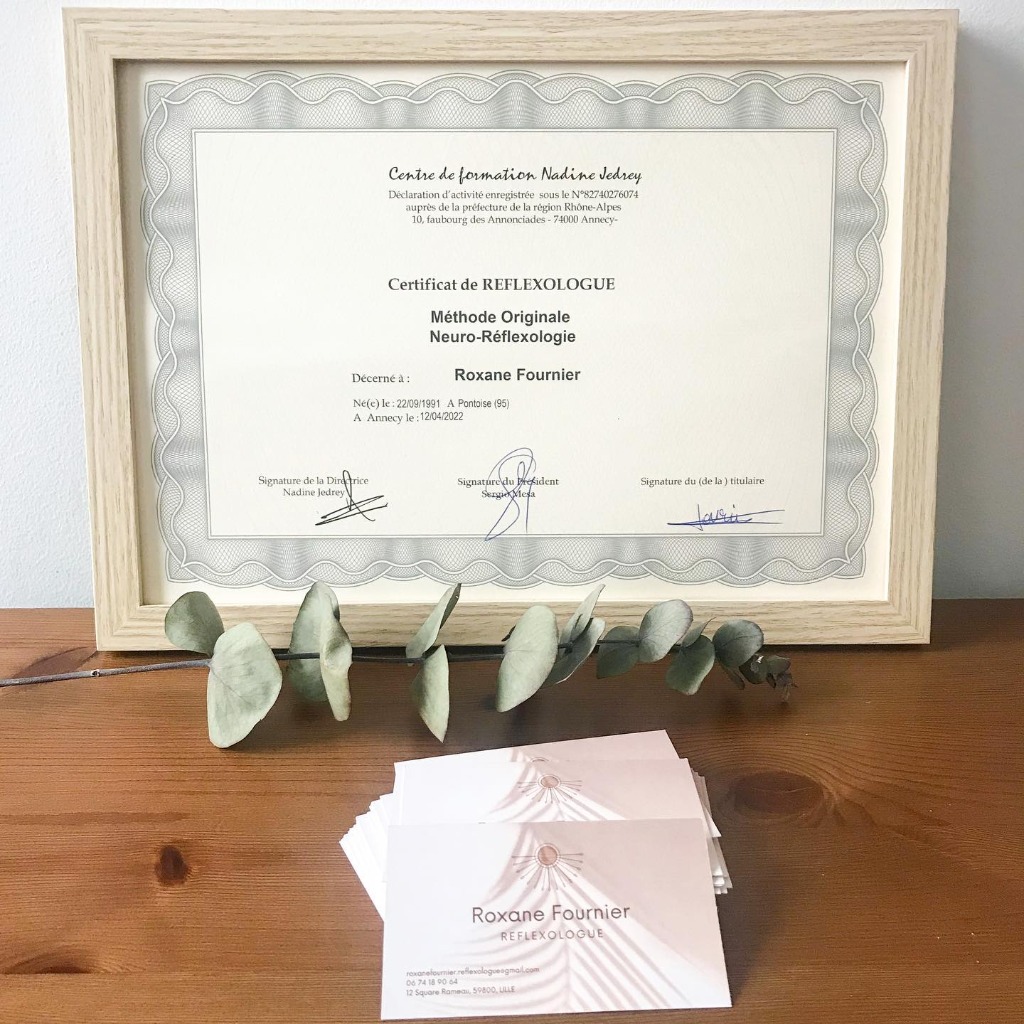 Centre de formation Nadine Jedrey
Déclaration d'activité enregistrée sous le N°82740276074
auprès de la préfecture de la région Rhône-Alpes
10, faubourg des Annonciades - 74000 Annecy-
Certificat de REFLEXOLOGUE
Méthode Originale
Neuro-Réflexologie
Décerné à : Roxane Fournier
Né(e) le : 22/09/1991 A Pontoise (95)
A Annecy le : 12/04/2022
Signature de la Directrice
Nadine Jedrey
Signature du Président
Sergio Mesa
Signature du (de la ) titulaire
Roxane Fournier
REFLEXOLOGUE
roxanefournier.reflexologue@gmail.com
06 74 18 90 64
12 Square Rameau, 59800, LILLE